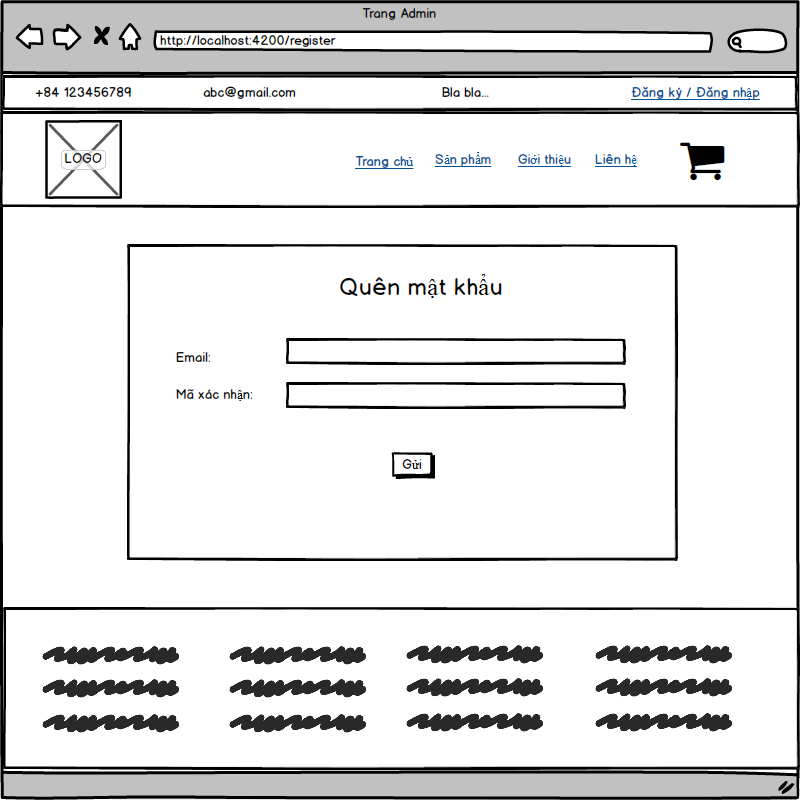 Trang Admin
http://localhost:4200/register
+84 123456789 abc@gmail.com Bla bla... Đăng ký / Đăng nhập
LOGO Trang chủ Sản phẩm Giới thiệu Liên hệ
Quên mật khẩu
Email:
Mã xác nhận:
Gửi